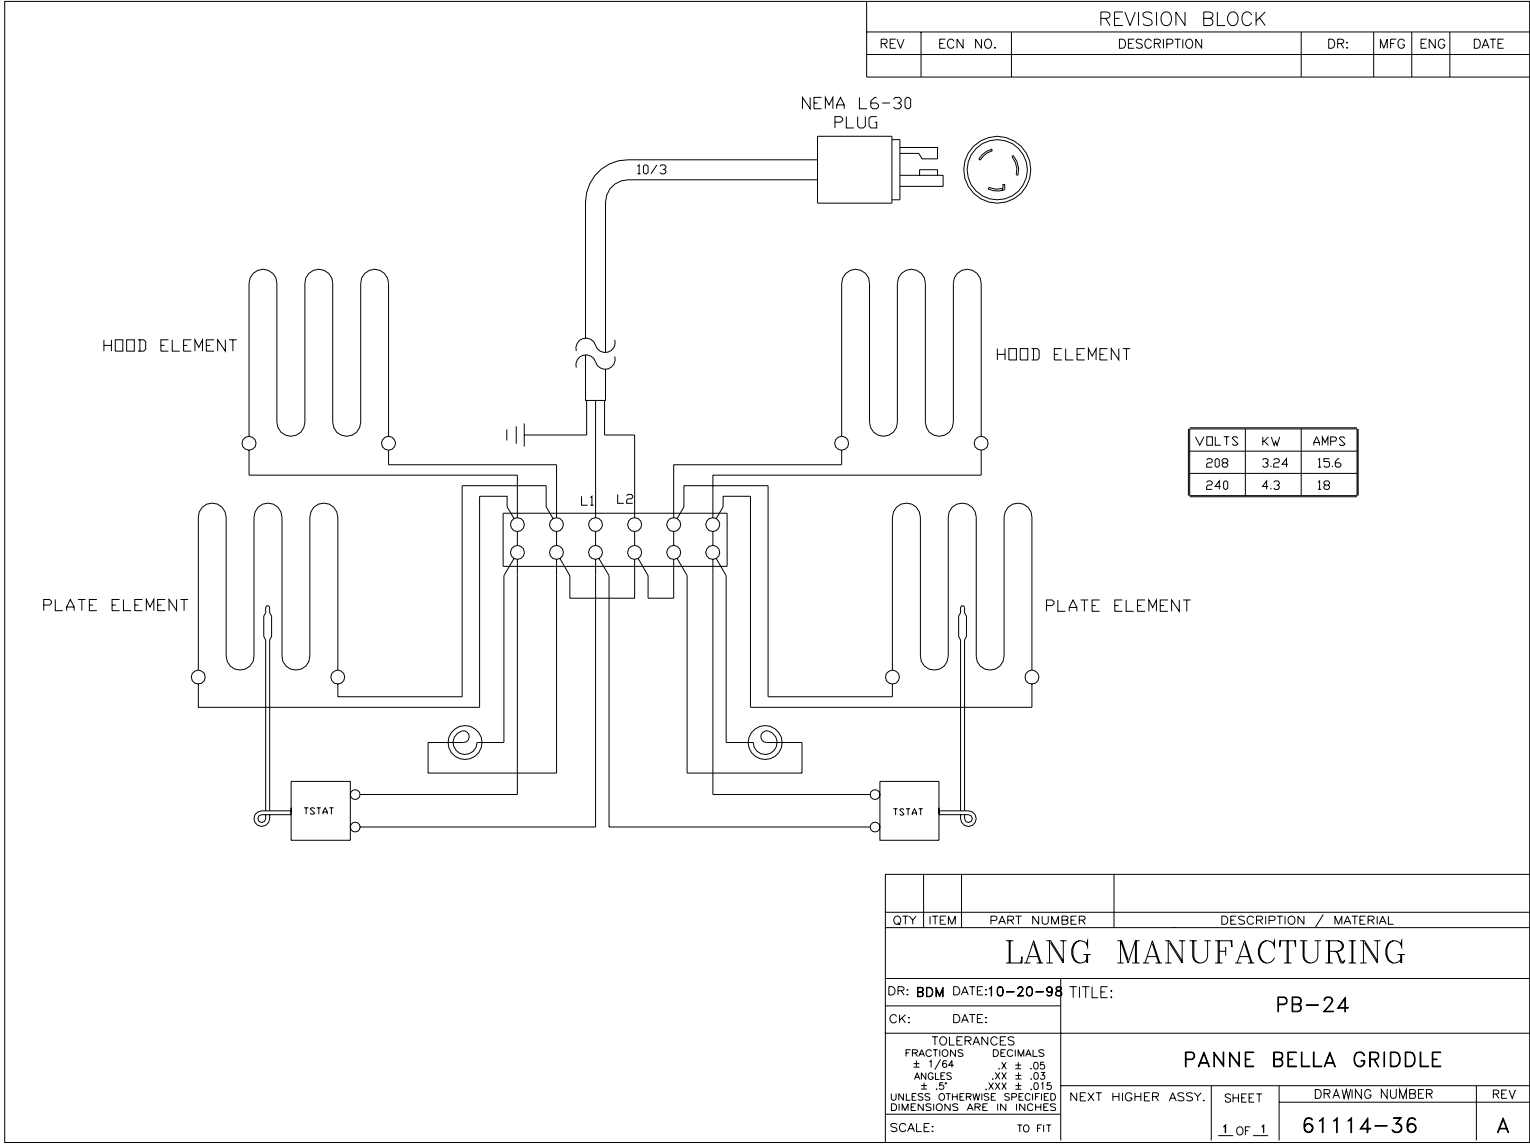 REVISION BLOCK
REV ECN NO. DESCRIPTION DR: MFG ENG DATE
NEMA L6-30
PLUG
10/3
HOOD ELEMENT
HOOD ELEMENT
VOLTS KW AMPS
208 3.24 15.6
240 4.3 18
L1 L2
PLATE ELEMENT
PLATE ELEMENT
TSTAT
TSTAT
QTY ITEM PART NUMBER DESCRIPTION / MATERIAL
LANG MANUFACTURING
DR: BDM DATE:10-20-98
TITLE:
PB-24
CK: DATE:
TOLERANCES
FRACTIONS DECIMALS
± 1/64 .X ± .05
ANGLES .XX ± .03
± .5° .XXX ± .015
UNLESS OTHERWISE SPECIFIED
DIMENSIONS ARE IN INCHES
PANNE BELLA GRIDDLE
NEXT HIGHER ASSY.
SHEET
1 OF 1
DRAWING NUMBER
61114-36
REV
A
SCALE: TO FIT